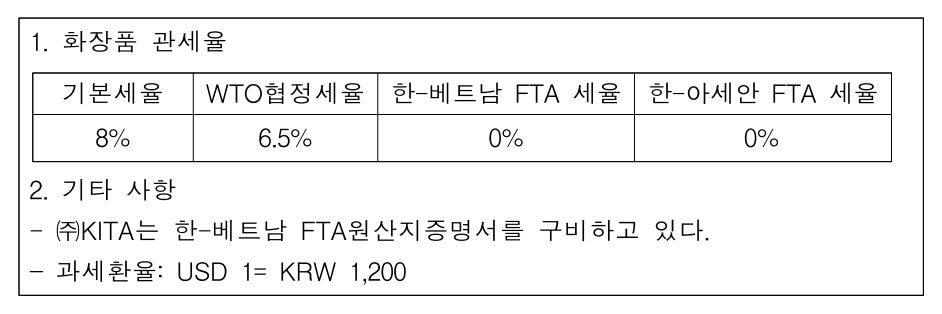 1. 화장품 관세율
기본세율 WTO협정세율 한-베트남 FTA 세율 한-아세안 FTA 세율
8% 6.5% 0% 0%
2. 기타 사항
- ㈜KITA는 한-베트남 FTA원산지증명서를 구비하고 있다.
- 과세환율: USD 1= KRW 1,200